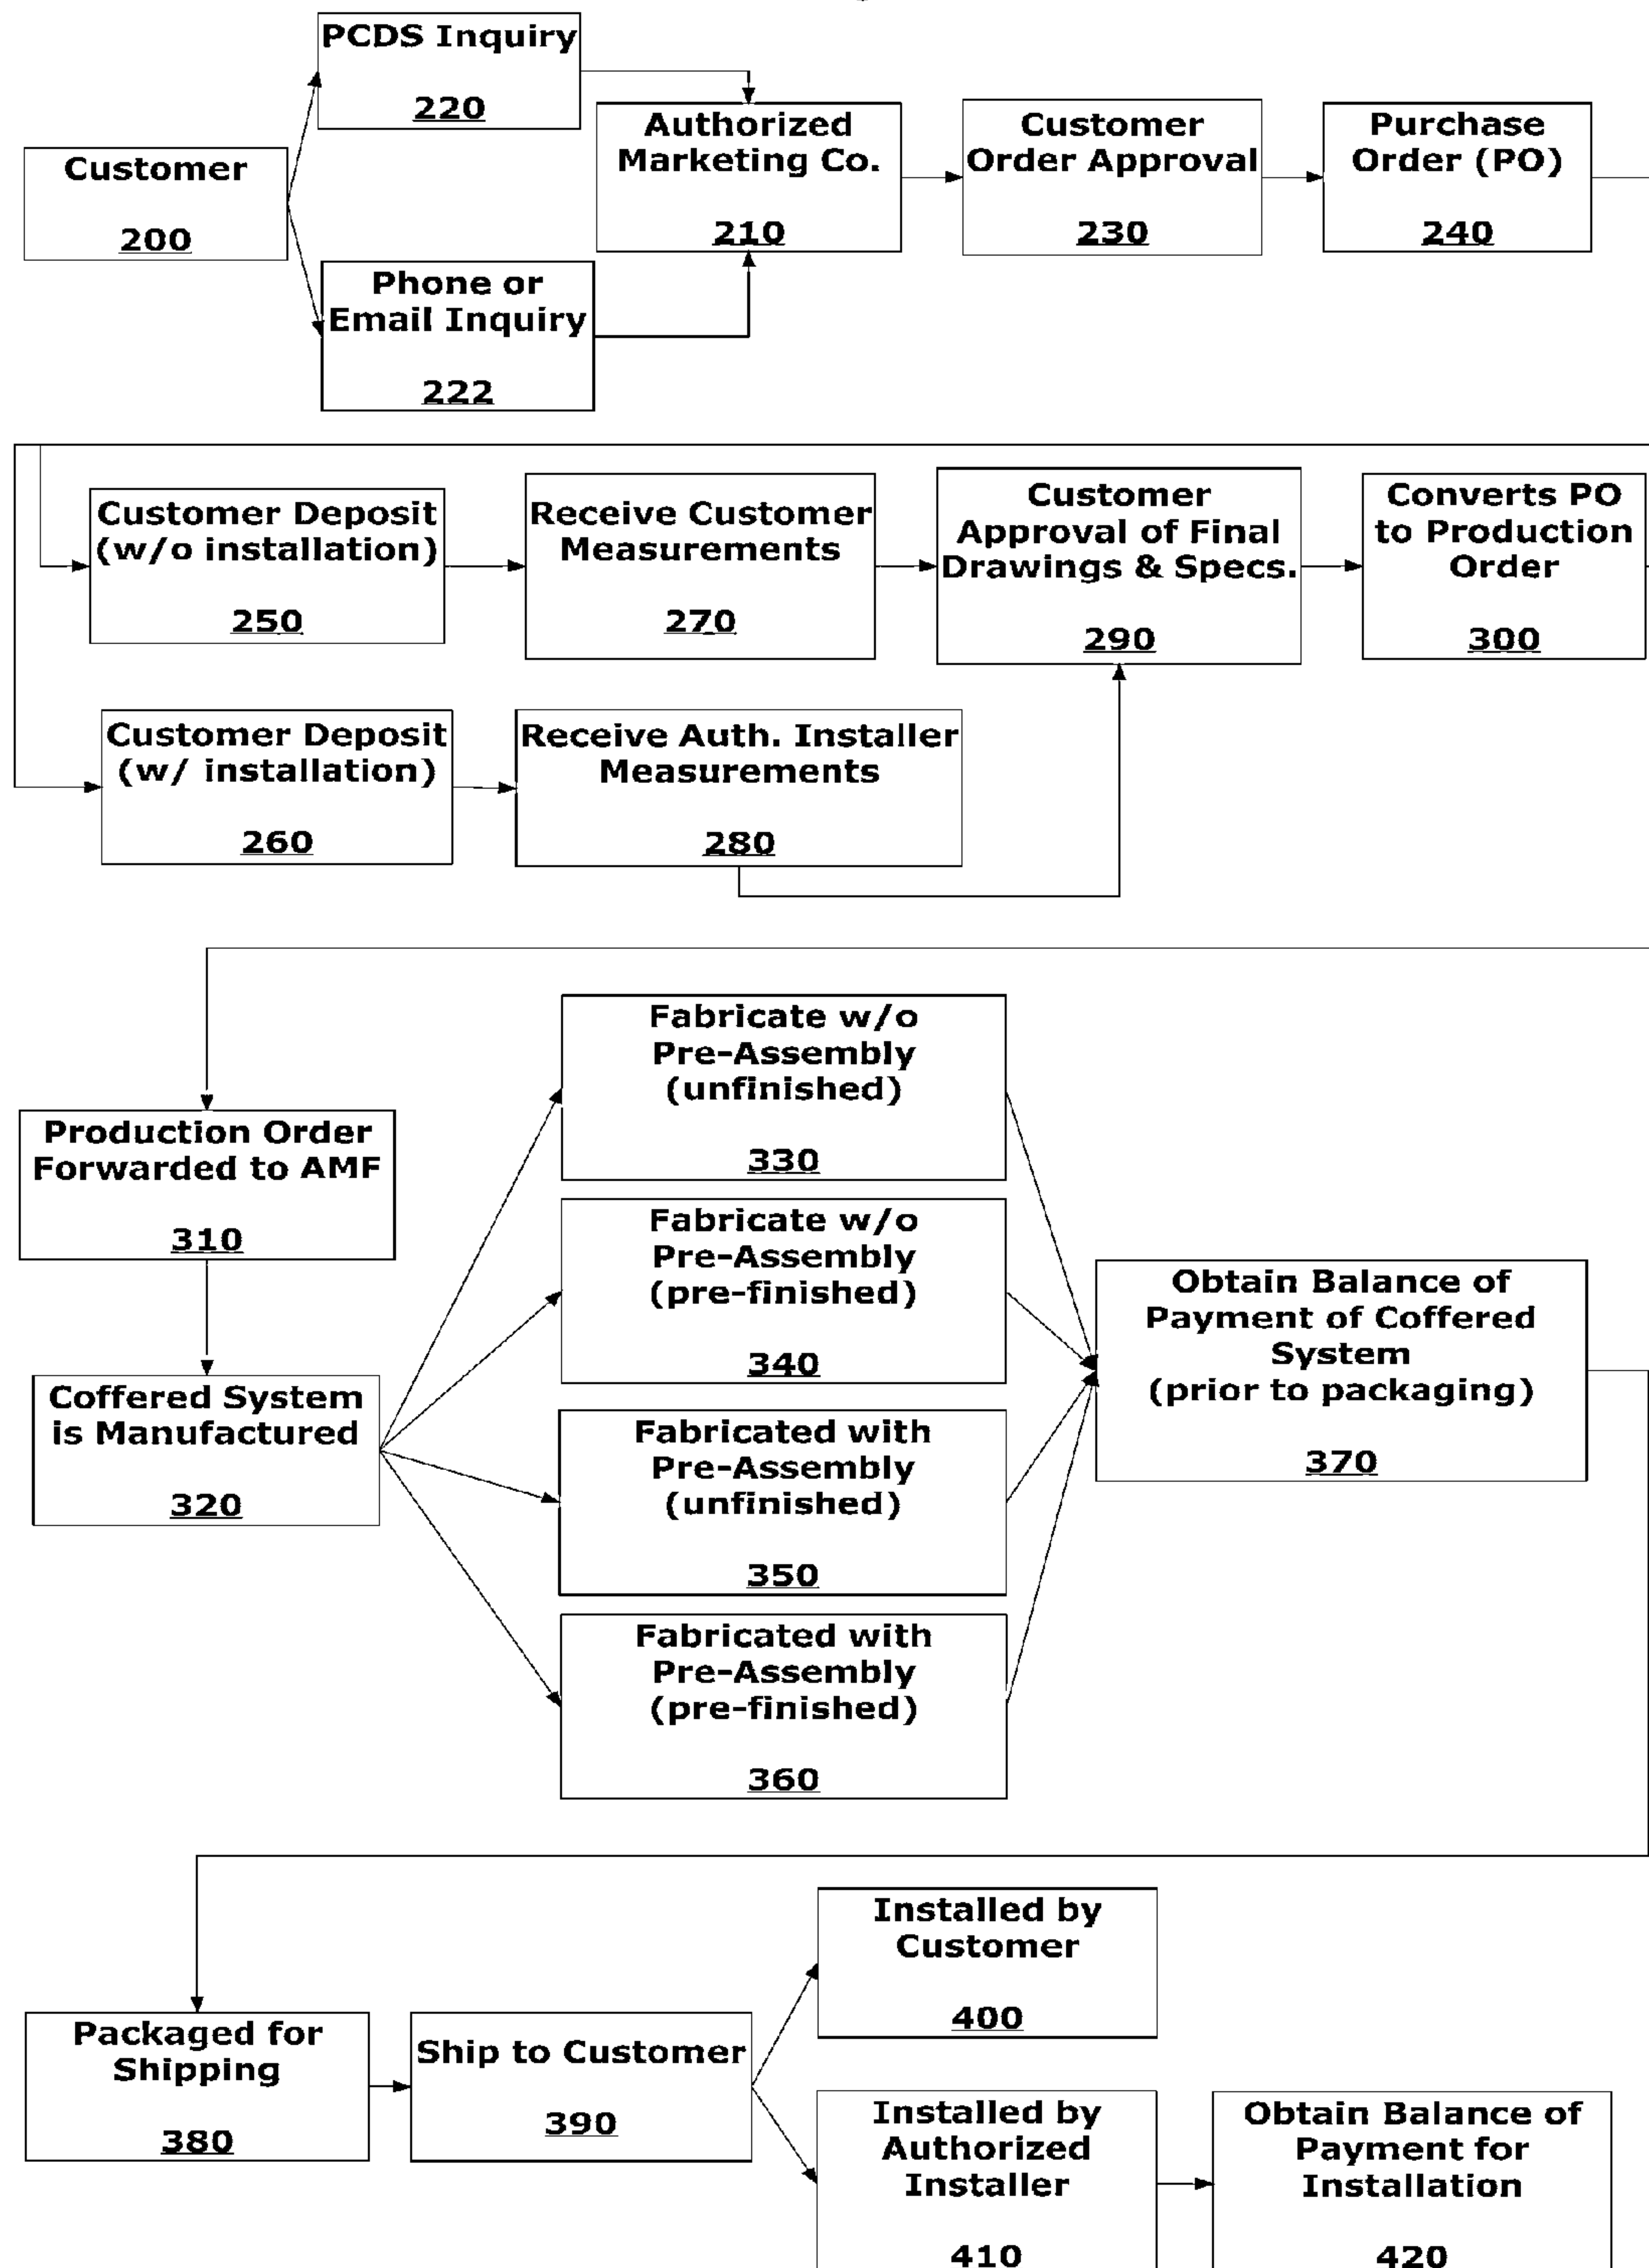 PCDS Inquiry
220
Customer
200
Phone or
Email Inquiry
222
Authorized
Marketing Co.
210
Customer
Order Approval
230
Purchase
Order (PO)
240
Customer Deposit
(w/o installation)
250
Receive Customer
Measurements
270
Customer
Approval of Final
Drawings & Specs.
290
Converts PO
to Production
Order
300
Customer Deposit
(w/ installation)
260
Receive Auth. Installer
Measurements
280
Production Order
Forwarded to AMF
310
Coffered System
is Manufactured
320
Fabricate w/o
Pre-Assembly
(unfinished)
330
Fabricate w/o
Pre-Assembly
(pre-finished)
340
Fabricated with
Pre-Assembly
(unfinished)
350
Fabricated with
Pre-Assembly
(pre-finished)
360
Obtain Balance of
Payment of Coffered
System
(prior to packaging)
370
Packaged for
Shipping
380
Ship to Customer
390
Installed by
Customer
400
Installed by
Authorized
Installer
410
Obtain Balance of
Payment for
Installation
420